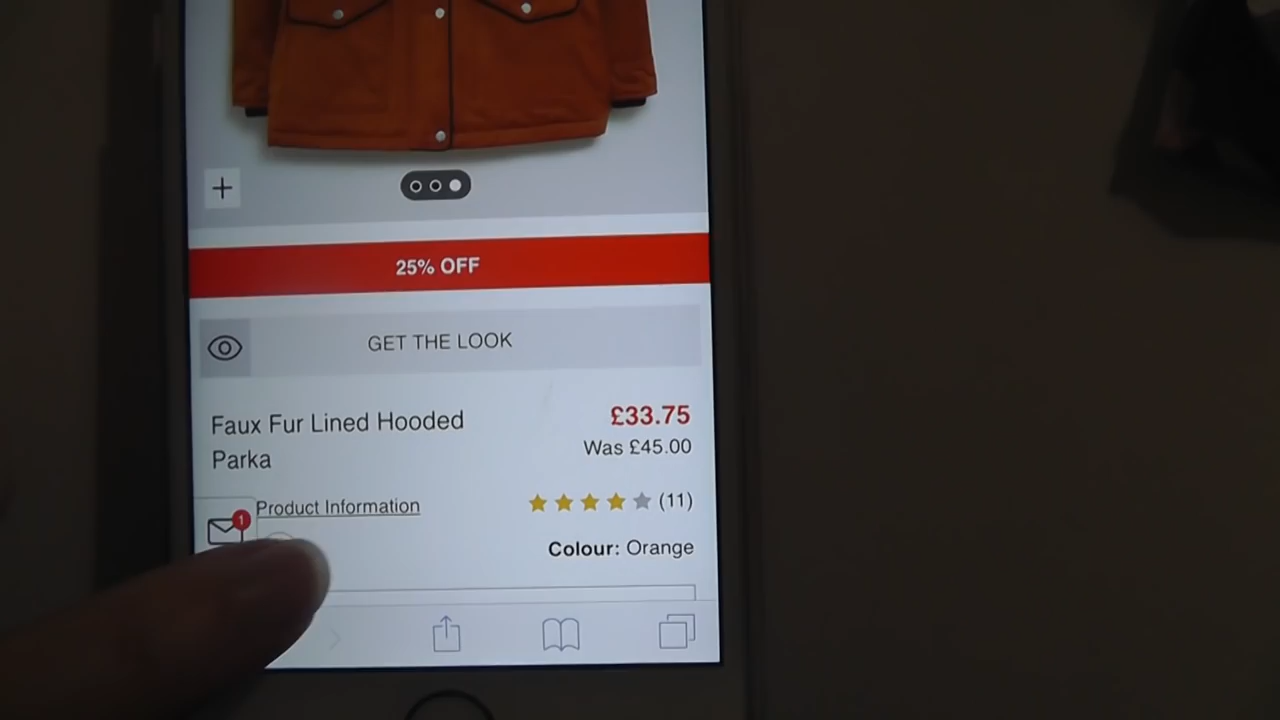 25% OFF
GET THE LOOK
Faux Fur Lined Hooded
Parka
£33.75
Was £45.00
Product Information
(11)
1
Colour: Orange